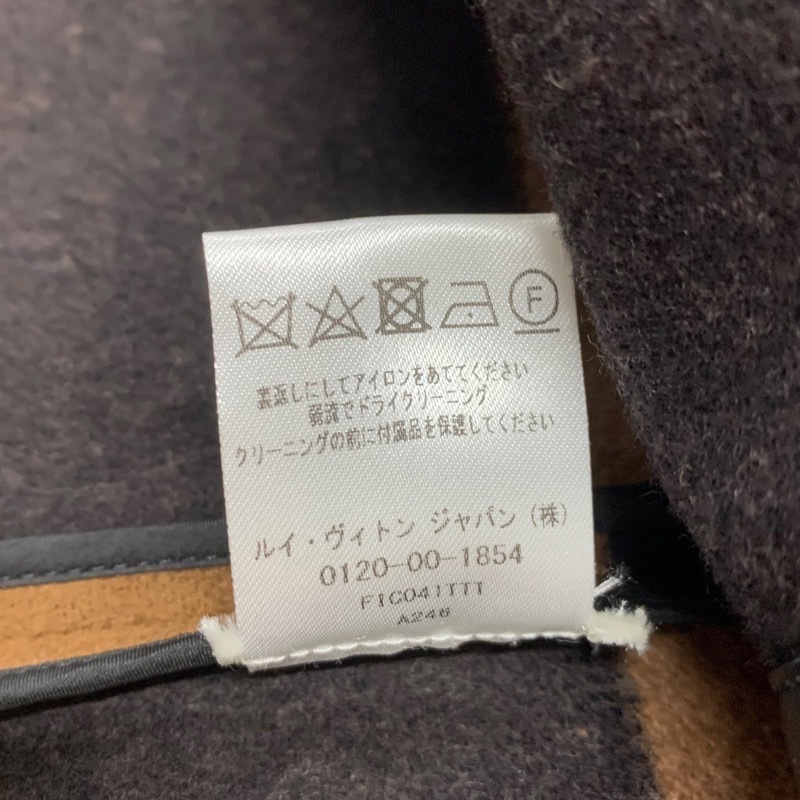 F
裏返しにしてアイロンをあててください
弱流でドライクリーニング
クリーニングの前に付属品を保護してください
ルイ・ヴィトン ジャパン (株)
0120-00-1854
FIC041TTT
A246